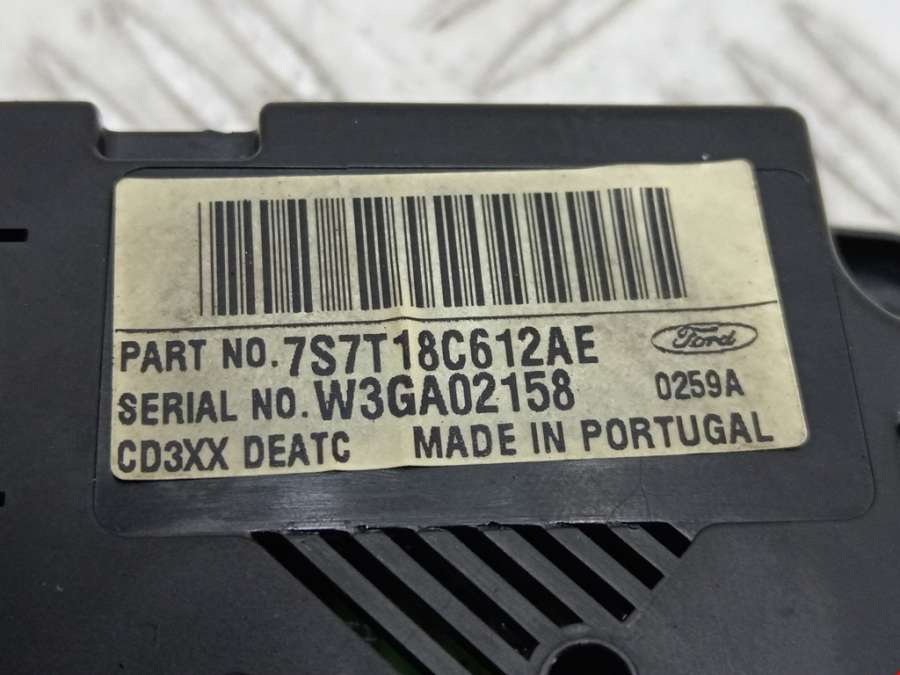 PART NO. 7S7T18C612AE
Ford
SERIAL NO. W3GA02158
0259A
CD3XX DEATC MADE IN PORTUGAL